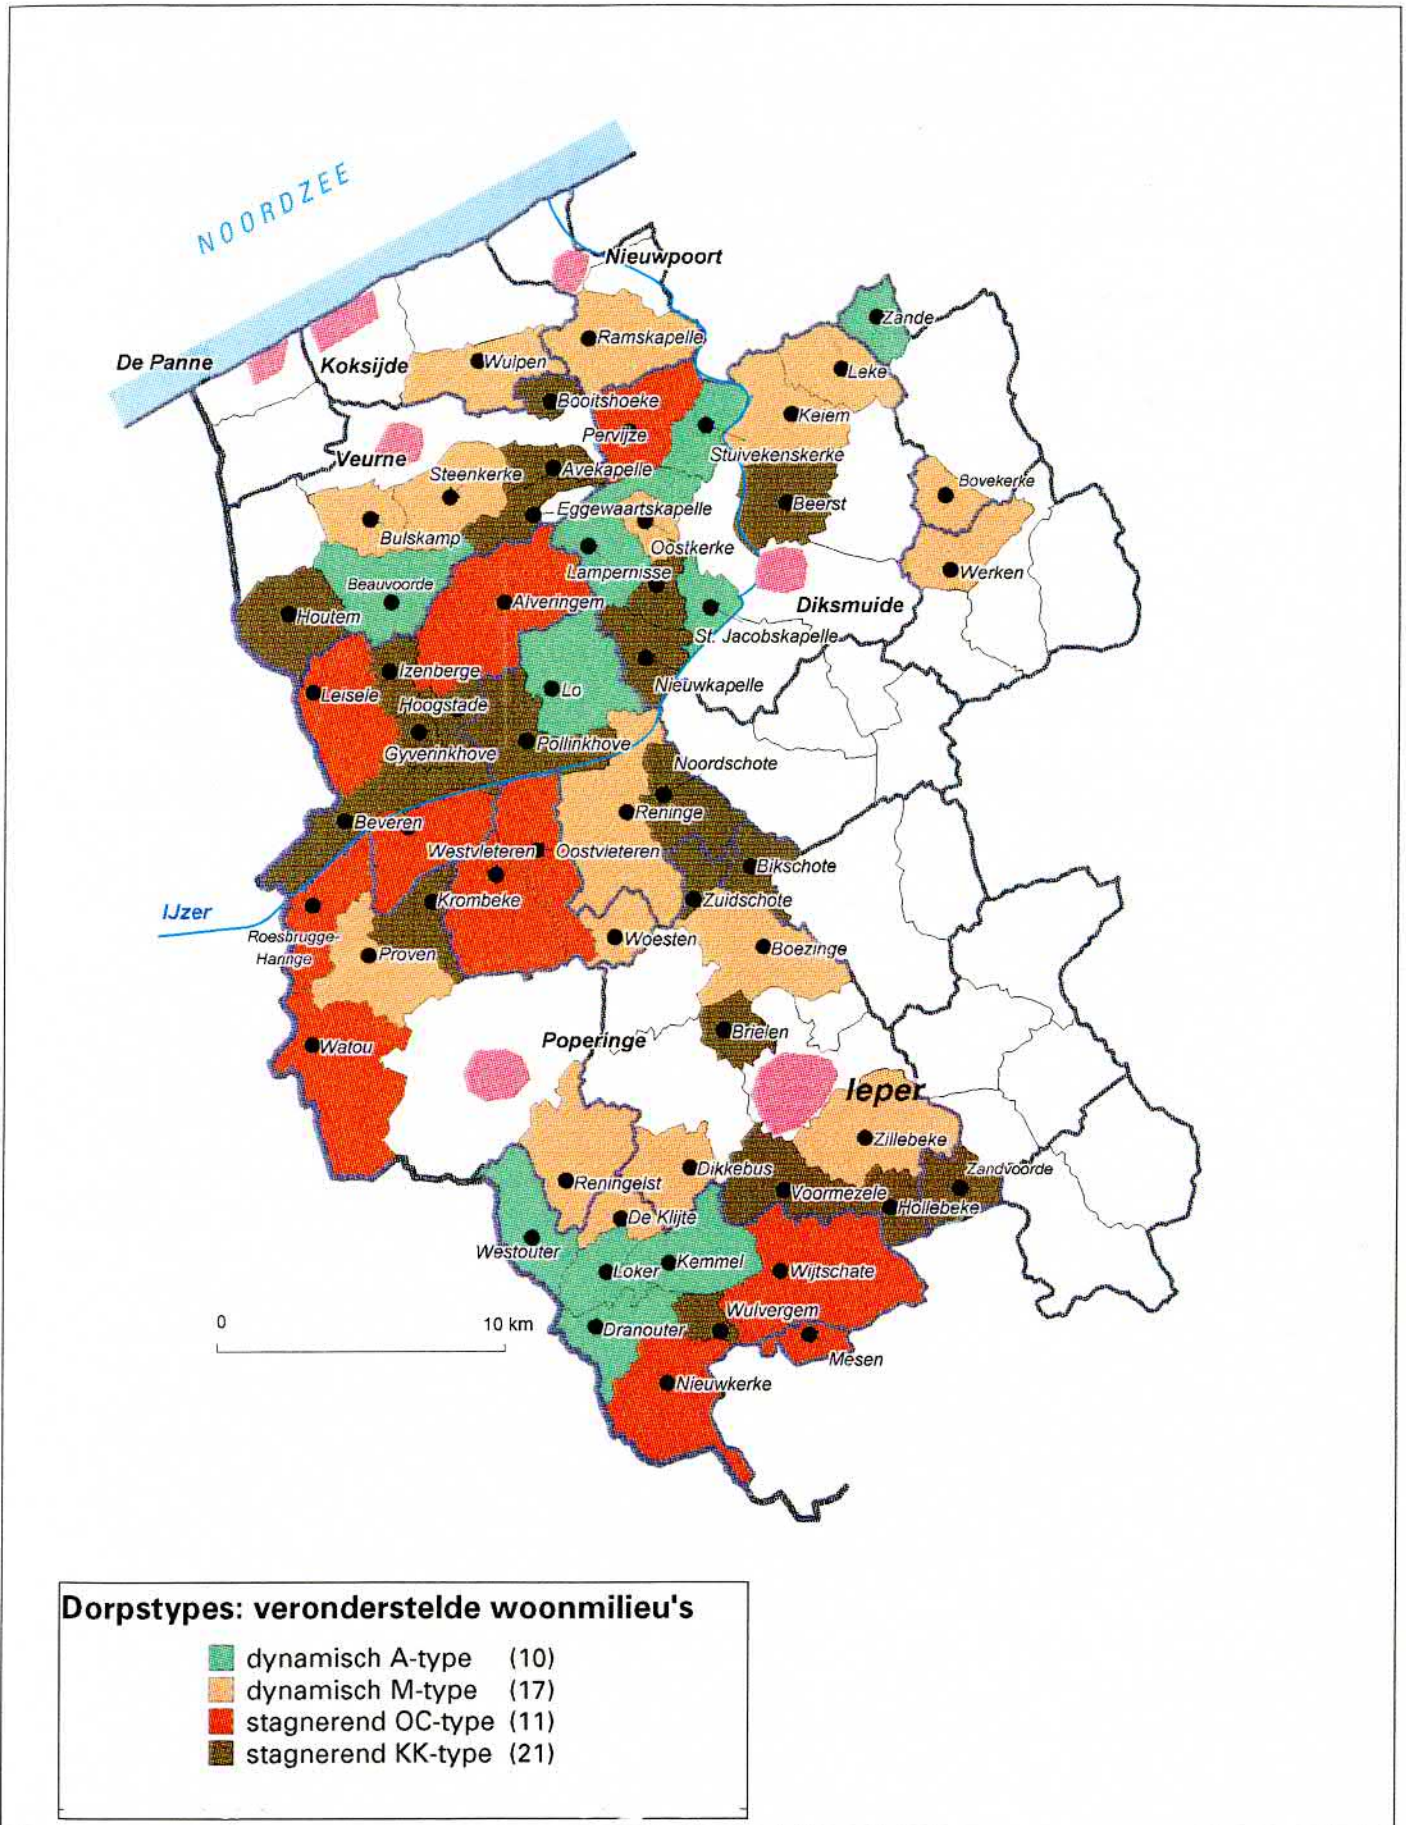 NOORDZEE
Nieuwpoort
Zande
De Panne
Koksijde
Wulpen
Ramskapelle
Leke
Booitshoeke
Keiem
Pervijze
Veurne
Stuivekenskerke
Steenkerke
Avekapelle
Bovekerke
Beerst
Eggewaartskapelle
Bulskamp
Oostkerke
Lampernisse
Werken
Beauvoorde
Alveringem
Diksmuide
Houtem
St. Jacobskapelle
Izenberge
Leisele
Lo
Nieuwkapelle
Hoogstade
Gyverinkhove
Pollinkhove
Noordschote
Beveren
Reninge
Westvleteren
Oostvleteren
Bikschote
Krombeke
Zuidschote
IJzer
Roesbrugge-
Haringe
Proven
Woesten
Boezinge
Watou
Poperinge
Brielen
Ieper
Zillebeke
Dikkebus
Zandvoorde
Reningelst
Voormezele
Hollebeke
De Klijte
Westouter
Loker
Kemmel
Wijtschate
Wulvergem
0
10 km
Dranouter
Mesen
Nieuwkerke
Dorpstypes: veronderstelde woonmilieu's
dynamisch A-type (10)
dynamisch M-type (17)
stagnerend OC-type (11)
stagnerend KK-type (21)